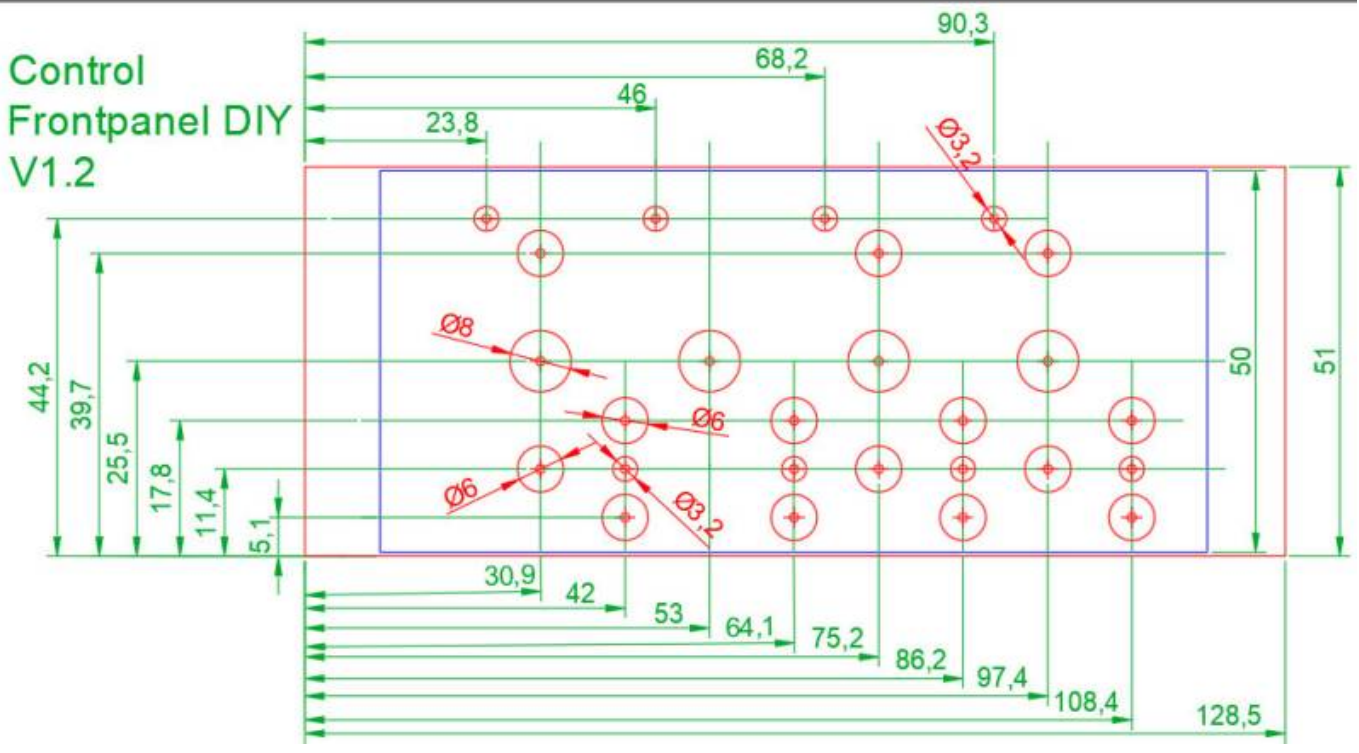 Control
Frontpanel DIY
V1.2
90,3
68,2
46
23,8
Ø3,2
Ø8
Ø6
Ø6
Ø3,2
44,2
39,7
25,5
17,8
11,4
5,1
50
51
30,9
42
53
64,1
75,2
86,2
97,4
108,4
128,5